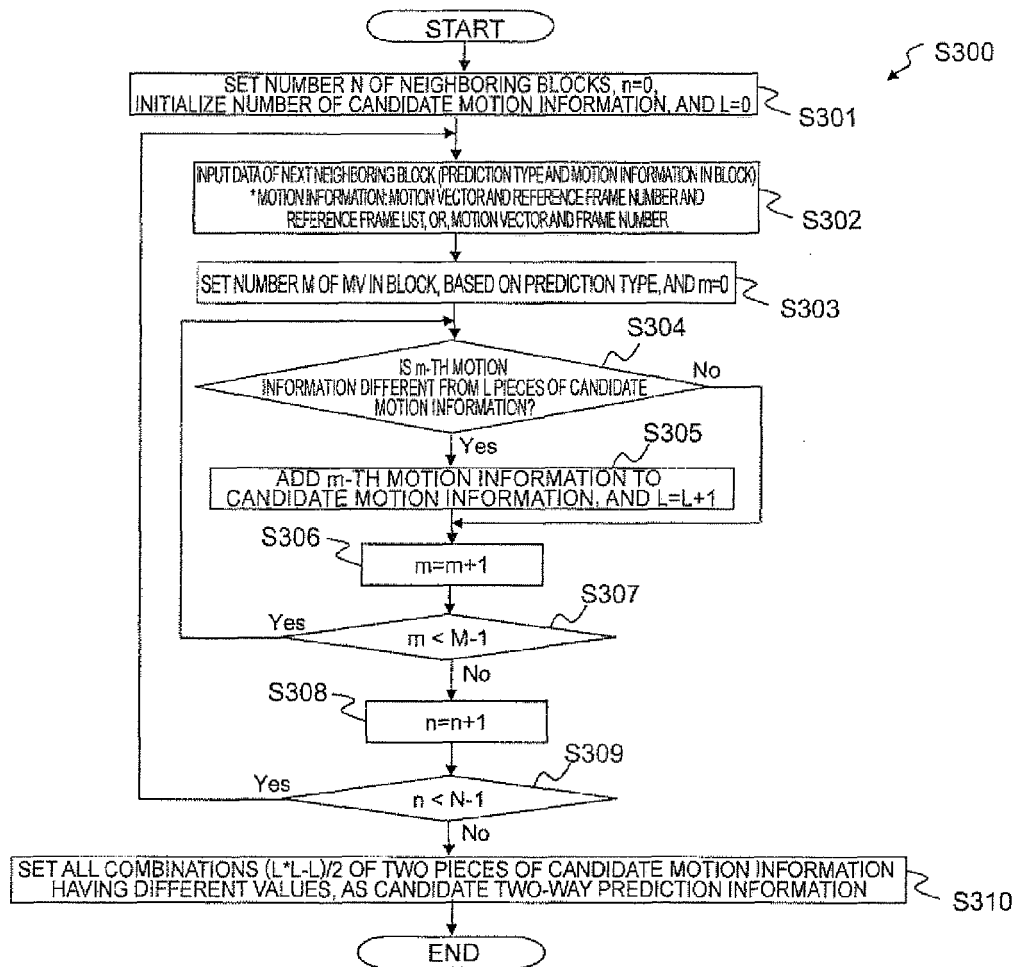 START
S300
SET NUMBER N OF NEIGHBORING BLOCKS, n=0,
INITIALIZE NUMBER OF CANDIDATE MOTION INFORMATION, AND L=0
S301
INPUT DATA OF NEXT NEIGHBORING BLOCK (PREDICTION TYPE AND MOTION INFORMATION IN BLOCK)
* MOTION INFORMATION: MOTION VECTOR AND REFERENCE FRAME NUMBER AND
REFERENCE FRAME LIST, OR, MOTION VECTOR AND FRAME NUMBER
S302
SET NUMBER M OF MV IN BLOCK, BASED ON PREDICTION TYPE, AND m=0
S303
S304
IS m-TH MOTION
INFORMATION DIFFERENT FROM L PIECES OF CANDIDATE
MOTION INFORMATION?
No
Yes
S305
ADD m-TH MOTION INFORMATION TO
CANDIDATE MOTION INFORMATION, AND L=L+1
S306
m=m+1
S307
Yes
m < M-1
No
S308
n=n+1
S309
Yes
n < N-1
No
SET ALL COMBINATIONS (L*L-L)/2 OF TWO PIECES OF CANDIDATE MOTION INFORMATION
HAVING DIFFERENT VALUES, AS CANDIDATE TWO-WAY PREDICTION INFORMATION
S310
END